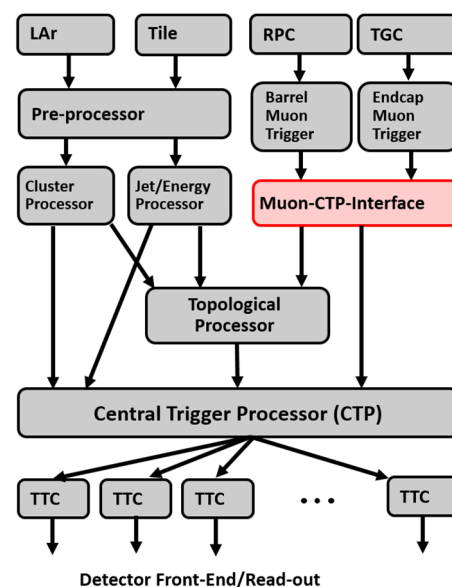 LAr
Tile
RPC
TGC
Pre-processor
Barrel
Muon
Trigger
Endcap
Muon
Trigger
Cluster
Processor
Jet/Energy
Processor
Muon-CTP-Interface
Topological
Processor
Central Trigger Processor (CTP)
TTC
TTC
TTC
...
TTC
Detector Front-End/Read-out